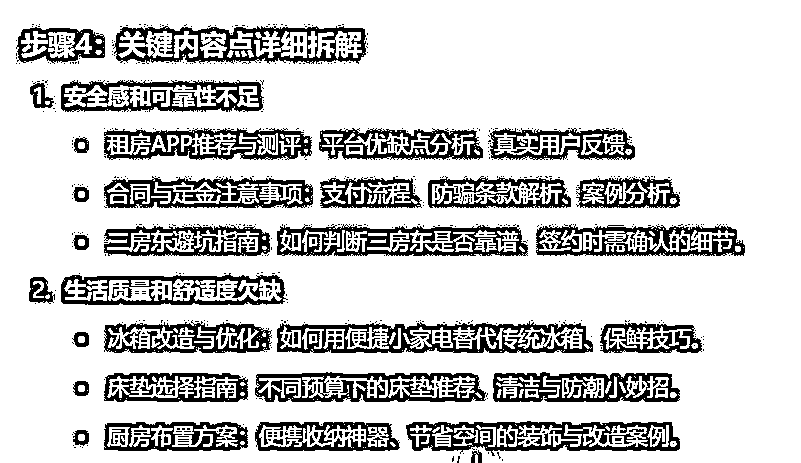 步骤4：关键内容点详细拆解
1. 安全感和可靠性不足
○ 租房APP推荐与测评：平台优缺点分析、真实用户反馈。
○ 合同与定金注意事项：支付流程、防骗条款解析、案例分析。
○ 二房东避坑指南：如何判断二房东是否靠谱、签约时需确认的细节。
2. 生活质量和舒适度欠缺
○ 冰箱改造与优化：如何用便捷小家电替代传统冰箱、保鲜技巧。
○ 床垫选择指南：不同预算下的床垫推荐、清洁与防潮小妙招。
○ 厨房布置方案：便携收纳神器、节省空间的装饰与改造案例。